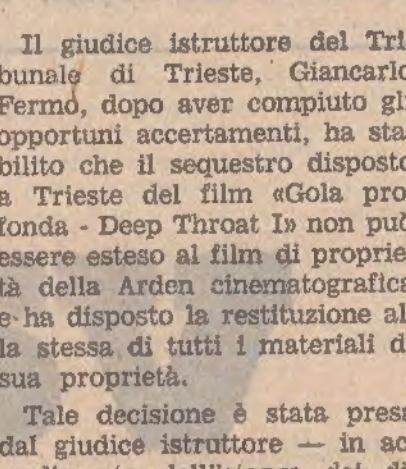 Il giudice istruttore del Tri
bunale di Trieste, Giancarlo
Fermo, dopo aver compiuto gli
opportuni accertamenti, ha sta
bilito che il sequestro disposto
a Trieste del film «Gola pro
fonda - Deep Throat I» non può
essere esteso al film di proprie
tà della Arden cinematografica
e ha disposto la restituzione al
la stessa di tutti i materiali d
sua proprietà.
Tale decisione è stata pres
dal giudice istruttore — in ac